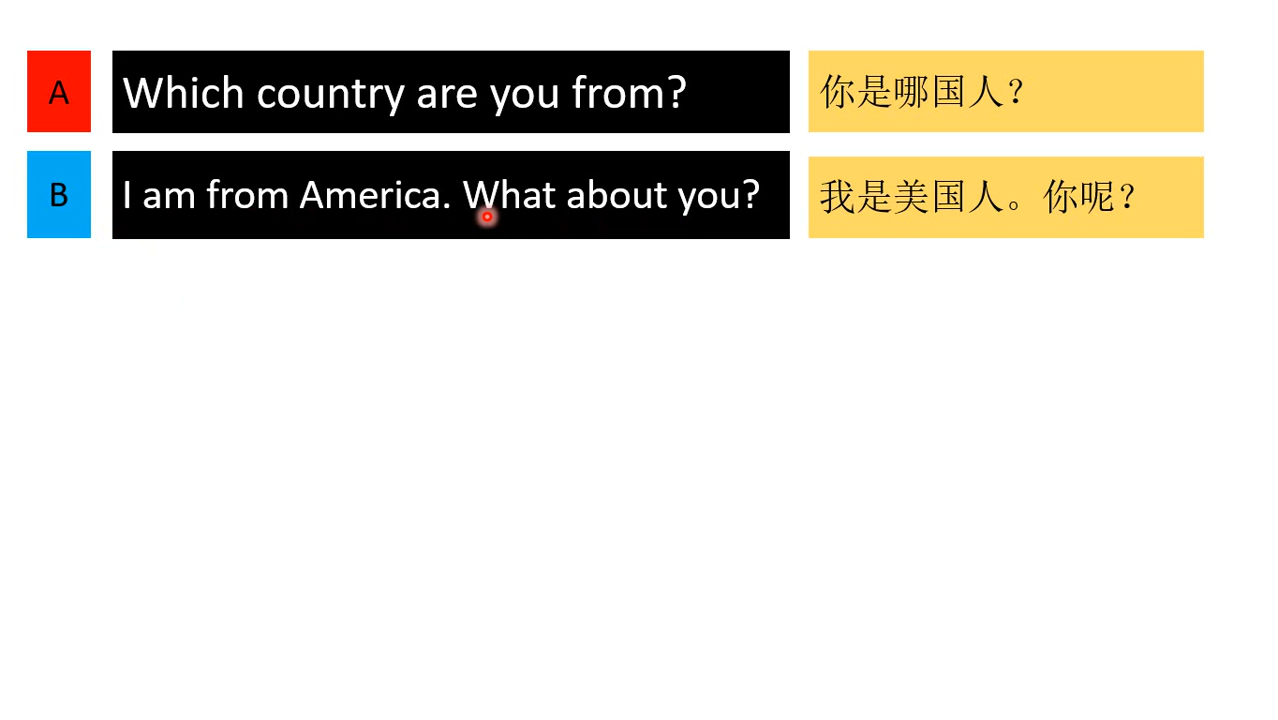 A Which country are you from? 你是哪国人？
B I am from America. What about you? 我是美国人。你呢？